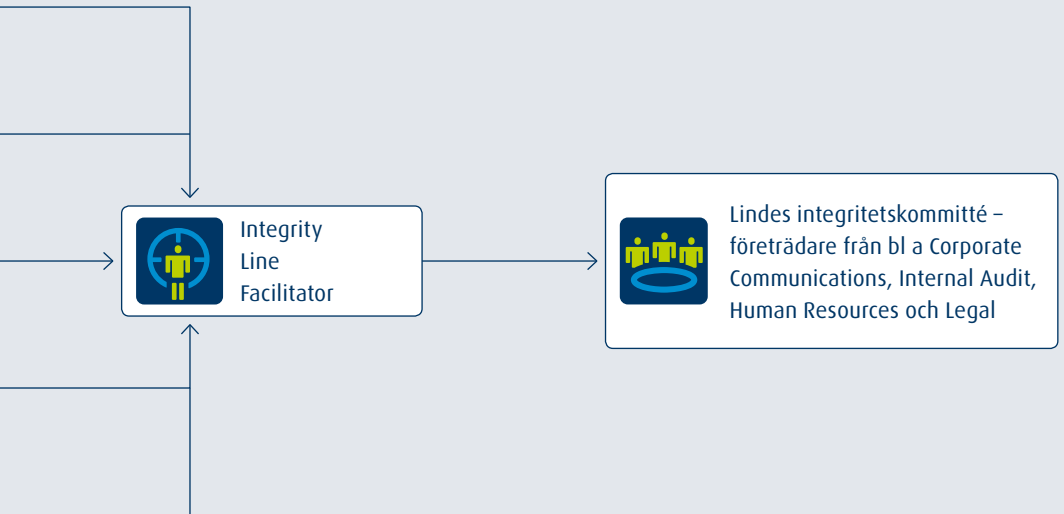 Integrity
Line
Facilitator
Lindes integritetskommitté –
företrädare från bl a Corporate
Communications, Internal Audit,
Human Resources och Legal